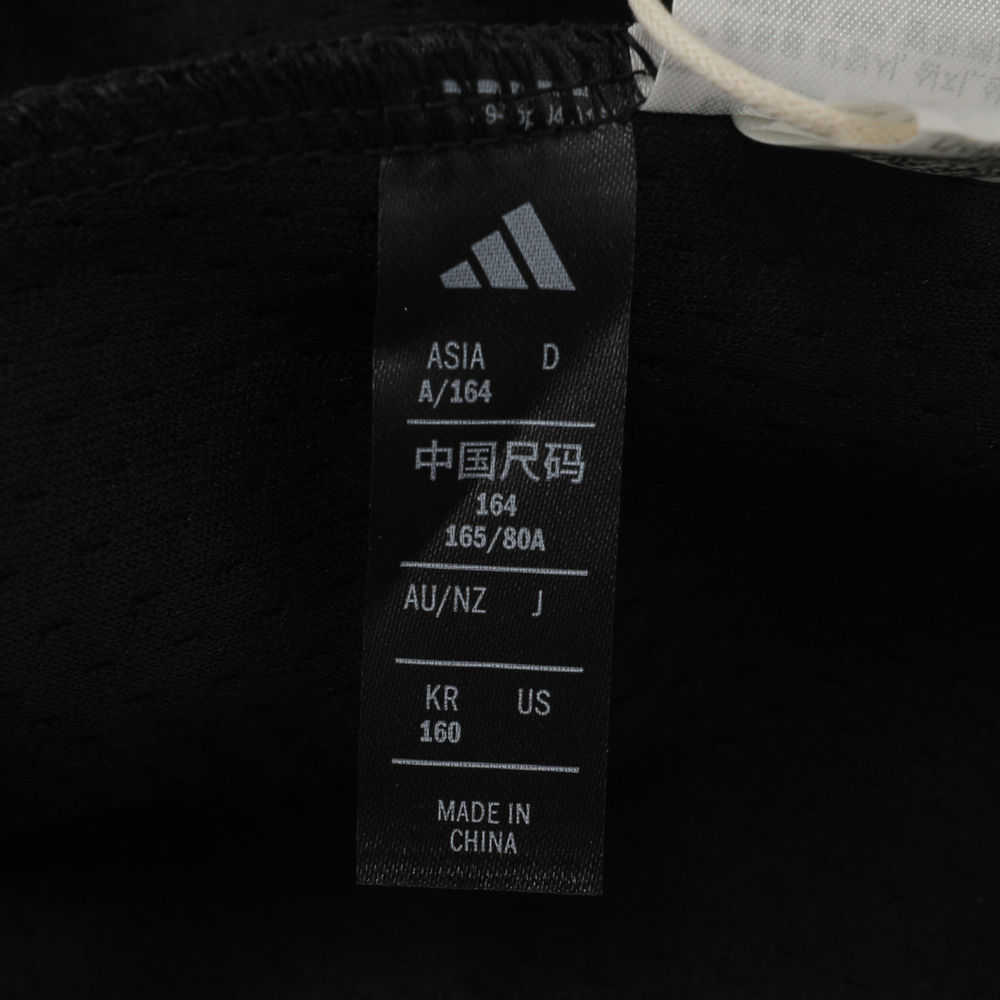 ASIA D
A/164
中国尺码
164
165/80A
AU/NZ J
KR US
160
MADE IN
CHINA